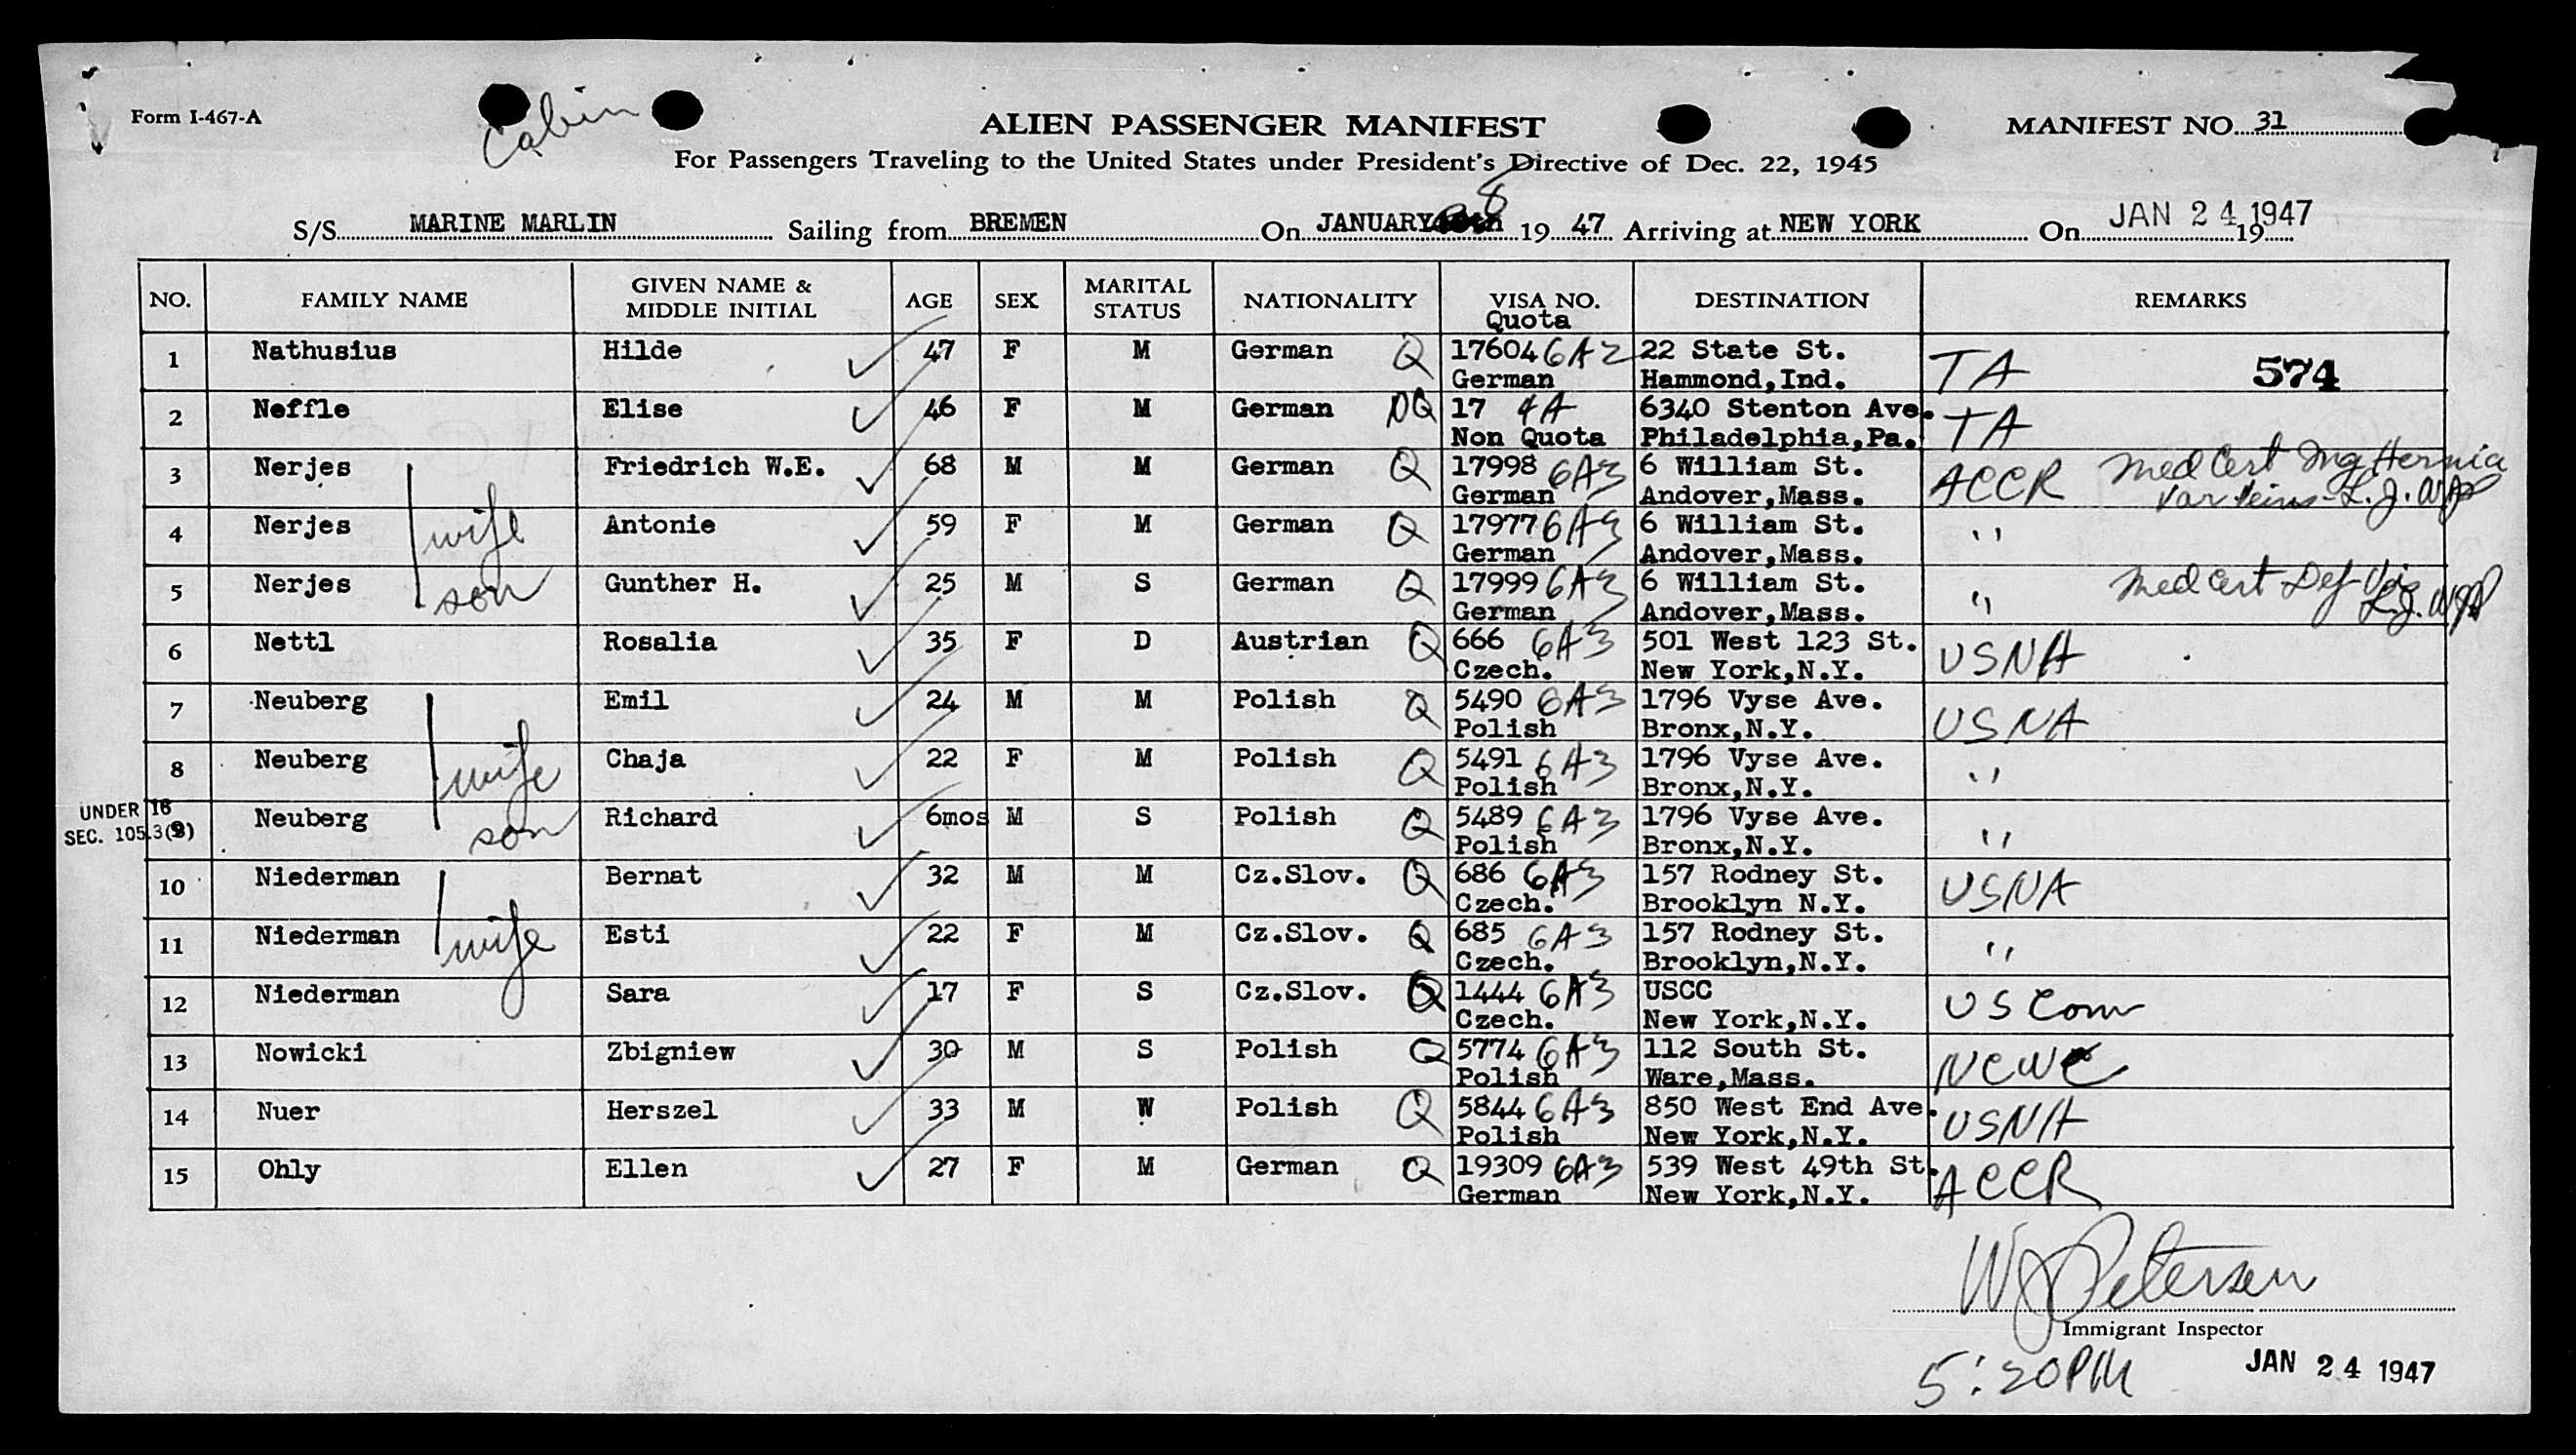 Form I-467-A
Cabin
ALIEN PASSENGER MANIFEST
MANIFEST NO. 31
For Passengers Traveling to the United States under President's Directive of Dec. 22, 1945
S/S MARINE MARLIN Sailing from BREMEN On JANUARY 8 19 47 Arriving at NEW YORK On JAN 24 1947 19
NO. FAMILY NAME GIVEN NAME & MIDDLE INITIAL AGE SEX MARITAL STATUS NATIONALITY VISA NO. Quota DESTINATION REMARKS
1 Nathusius Hilde 47 F M German Q 17604 6A2 22 State St. TA 574
German Hammond,Ind.
2 Neffle Elise 46 F M German NQ 17 4A 6340 Stenton Ave. TA
Non Quota Philadelphia,Pa.
3 Nerjes Friedrich W.E. 68 M M German Q 17998 6A3 6 William St. ACCR Med Cert Ing Hernia
German Andover,Mass. Var Veins - L.J. WJP
4 Nerjes wife Antonie 59 F M German Q 17977 6A3 6 William St. "
German Andover,Mass.
5 Nerjes son Gunther H. 25 M S German Q 17999 6A3 6 William St. " Med Cert Def Vis
German Andover,Mass. L.J. WJP
6 Nettl Rosalia 35 F D Austrian Q 666 6A3 501 West 123 St. USNA
Czech. New York,N.Y.
7 Neuberg Emil 24 M M Polish Q 5490 6A3 1796 Vyse Ave. USNA
Polish Bronx,N.Y.
8 Neuberg wife Chaja 22 F M Polish Q 5491 6A3 1796 Vyse Ave. "
Polish Bronx,N.Y.
UNDER 16
SEC. 105.3(3)
Neuberg son Richard 6mos M S Polish Q 5489 6A3 1796 Vyse Ave. "
Polish Bronx,N.Y.
10 Niederman Bernat 32 M M Cz.Slov. Q 686 6A3 157 Rodney St. USNA
Czech. Brooklyn N.Y.
11 Niederman wife Esti 22 F M Cz.Slov. Q 685 6A3 157 Rodney St. "
Czech. Brooklyn,N.Y.
12 Niederman Sara 17 F S Cz.Slov. Q 1444 6A3 USCC US Com
Czech. New York,N.Y.
13 Nowicki Zbigniew 30 M S Polish Q 5774 6A3 112 South St. NCWC
Polish Ware,Mass.
14 Nuer Herszel 33 M W Polish Q 5844 6A3 850 West End Ave. USNA
Polish New York,N.Y.
15 Ohly Ellen 27 F M German Q 19309 6A3 539 West 49th St. ACCR
German New York,N.Y.
WJ Petersen
Immigrant Inspector
5:20PM JAN 24 1947